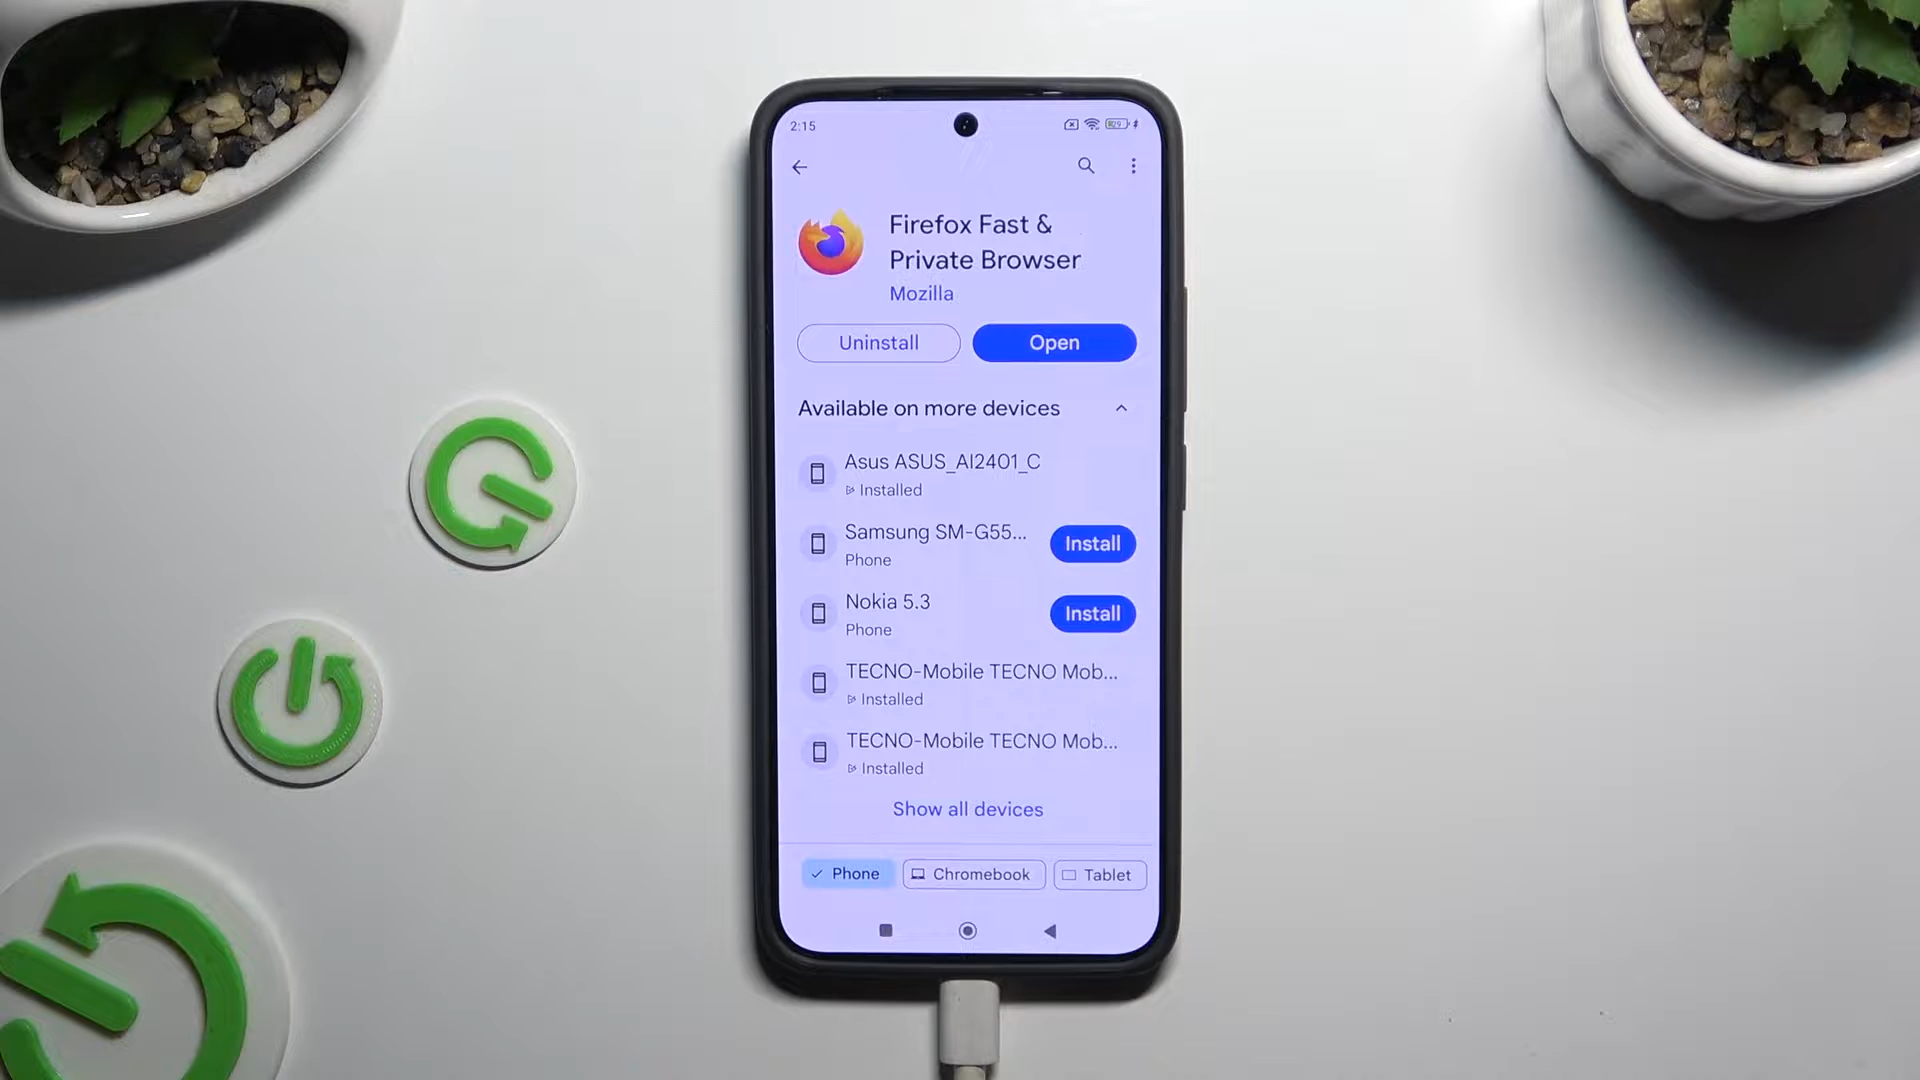 2:15
29
Firefox Fast &
Private Browser
Mozilla
Uninstall
Open
Available on more devices
Asus ASUS_AI2401_C
Installed
Samsung SM-G55...
Phone
Install
Nokia 5.3
Phone
Install
TECNO-Mobile TECNO Mob...
Installed
TECNO-Mobile TECNO Mob...
Installed
Show all devices
Phone
Chromebook
Tablet